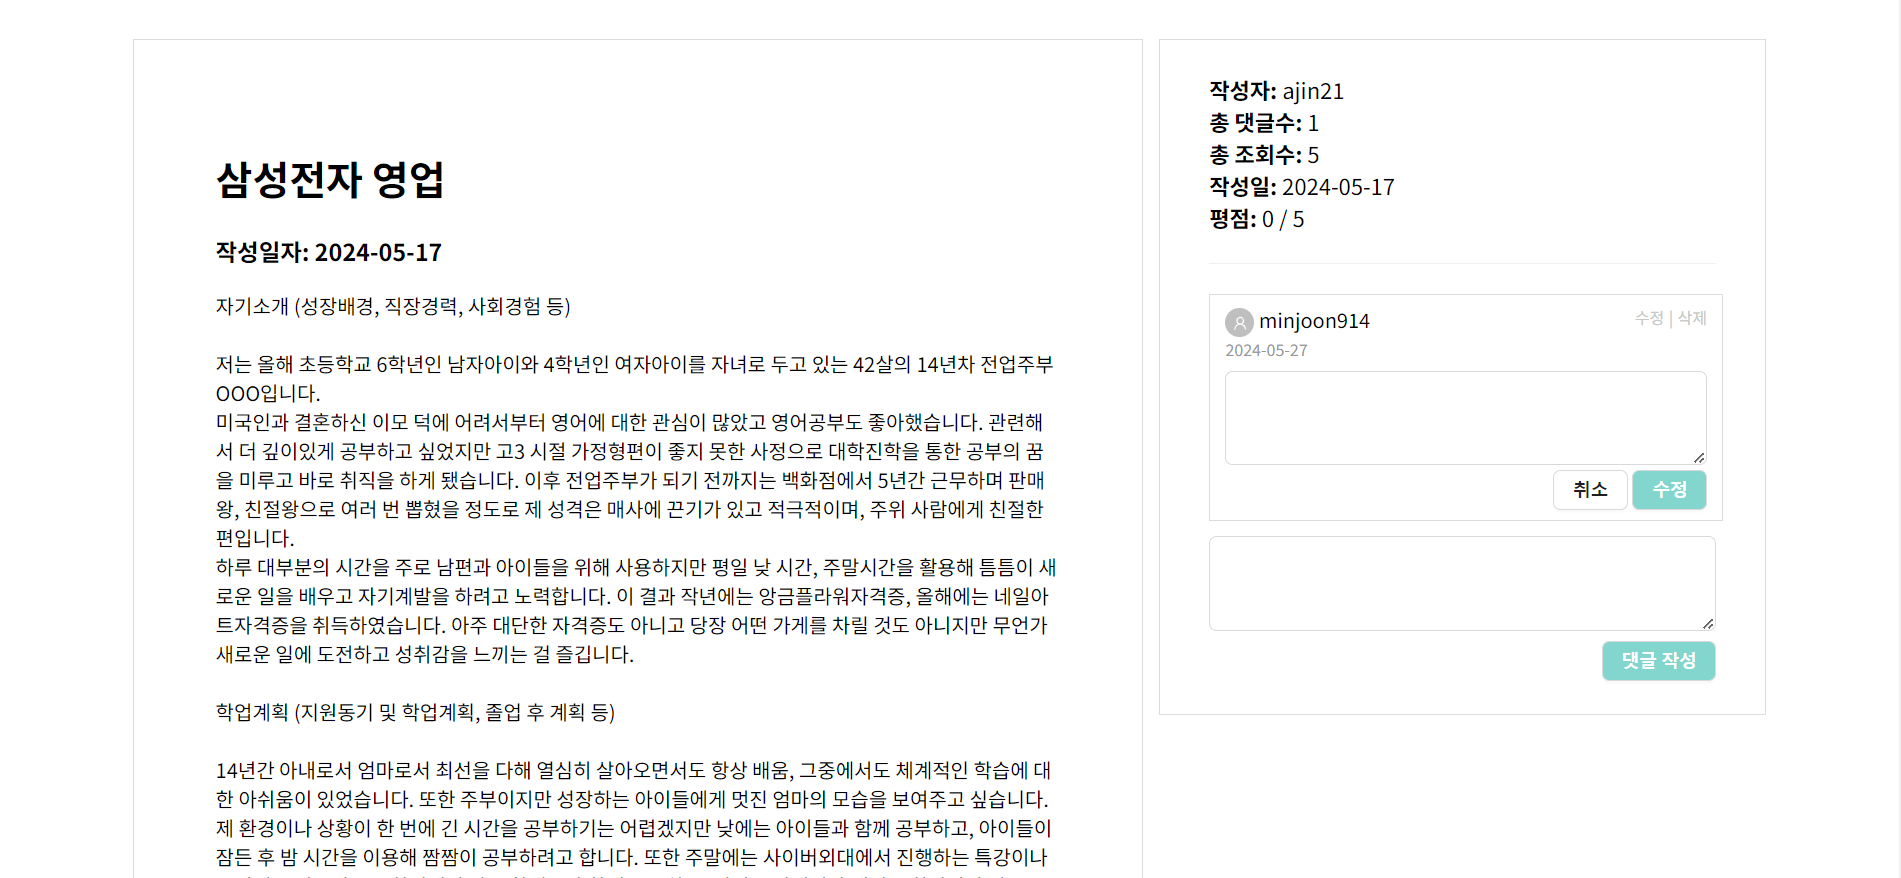 삼성전자 영업
작성일자: 2024-05-17
자기소개 (성장배경, 직장경력, 사회경험 등)
저는 올해 초등학교 6학년인 남자아이와 4학년인 여자아이를 자녀로 두고 있는 42살의 14년차 전업주부
OOO입니다.
미국인과 결혼하신 이모 덕에 어려서부터 영어에 대한 관심이 많았고 영어공부도 좋아했습니다. 관련해
서 더 깊이있게 공부하고 싶었지만 고3 시절 가정형편이 좋지 못한 사정으로 대학진학을 통한 공부의 꿈
을 미루고 바로 취직을 하게 됐습니다. 이후 전업주부가 되기 전까지는 백화점에서 5년간 근무하며 판매
왕, 친절왕으로 여러 번 뽑혔을 정도로 제 성격은 매사에 끈기가 있고 적극적이며, 주위 사람에게 친절한
편입니다.
하루 대부분의 시간을 주로 남편과 아이들을 위해 사용하지만 평일 낮 시간, 주말시간을 활용해 틈틈이 새
로운 일을 배우고 자기계발을 하려고 노력합니다. 이 결과 작년에는 앙금플라워자격증, 올해에는 네일아
트자격증을 취득하였습니다. 아주 대단한 자격증도 아니고 당장 어떤 가게를 차릴 것도 아니지만 무언가
새로운 일에 도전하고 성취감을 느끼는 걸 즐깁니다.
학업계획 (지원동기 및 학업계획, 졸업 후 계획 등)
14년간 아내로서 엄마로서 최선을 다해 열심히 살아오면서도 항상 배움, 그중에서도 체계적인 학습에 대
한 아쉬움이 있었습니다. 또한 주부이지만 성장하는 아이들에게 멋진 엄마의 모습을 보여주고 싶습니다.
제 환경이나 상황이 한 번에 긴 시간을 공부하기는 어렵겠지만 낮에는 아이들과 함께 공부하고, 아이들이
잠든 후 밤 시간을 이용해 짬짬이 공부하려고 합니다. 또한 주말에는 사이버외대에서 진행하는 특강이나
작성자: ajin21
총 댓글수: 1
총 조회수: 5
작성일: 2024-05-17
평점: 0 / 5
minjoon914
수정 | 삭제
2024-05-27
취소
수정
댓글 작성